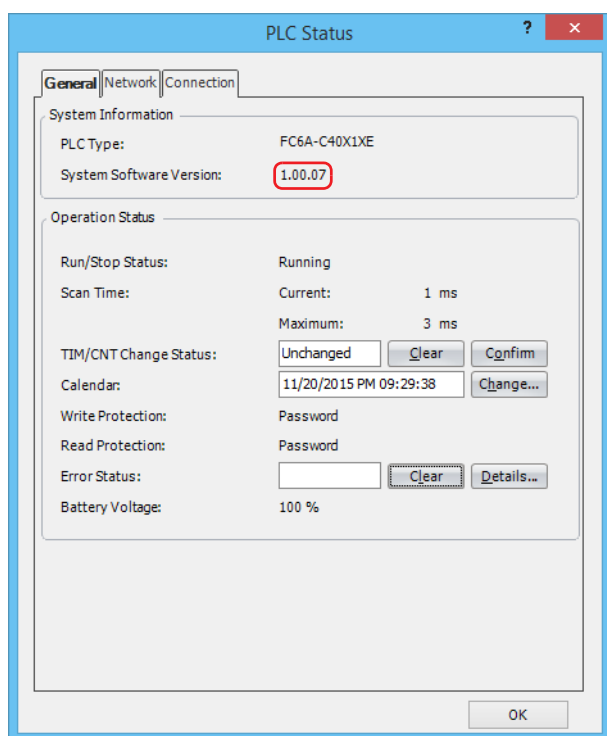 PLC Status
?
×
General Network Connection
System Information
PLC Type: FC6A-C40X1XE
System Software Version: 1.00.07
Operation Status
Run/Stop Status: Running
Scan Time: Current: 1 ms
Maximum: 3 ms
TIM/CNT Change Status: Unchanged Clear Confirm
Calendar: 11/20/2015 PM 09:29:38 Change...
Write Protection: Password
Read Protection: Password
Error Status: Clear Details...
Battery Voltage: 100 %
OK